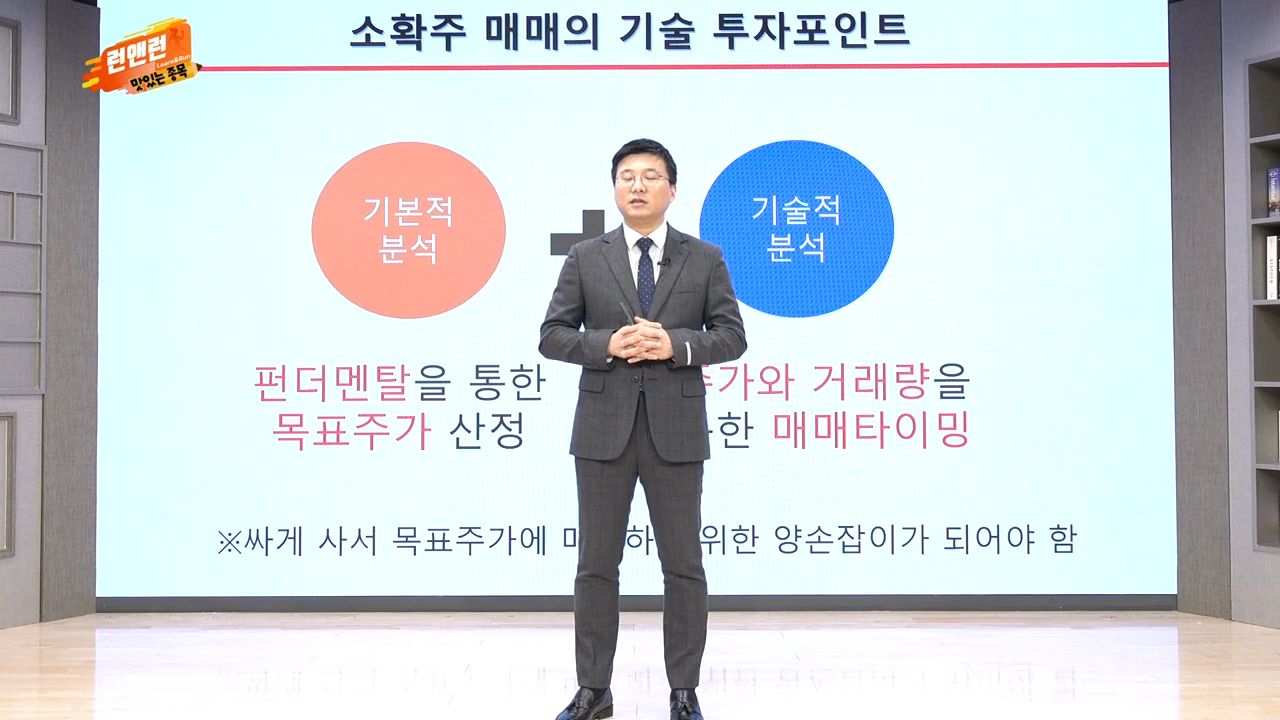 소확주 매매의 기술 투자포인트
런앤런
Learn&Run
맛있는 종목
기본적
분석
기술적
분석
펀더멘탈을 통한
목표주가 산정
거래량을
매매타이밍
※싸게 사서 목표주가에
위한 양손잡이가 되어야 함